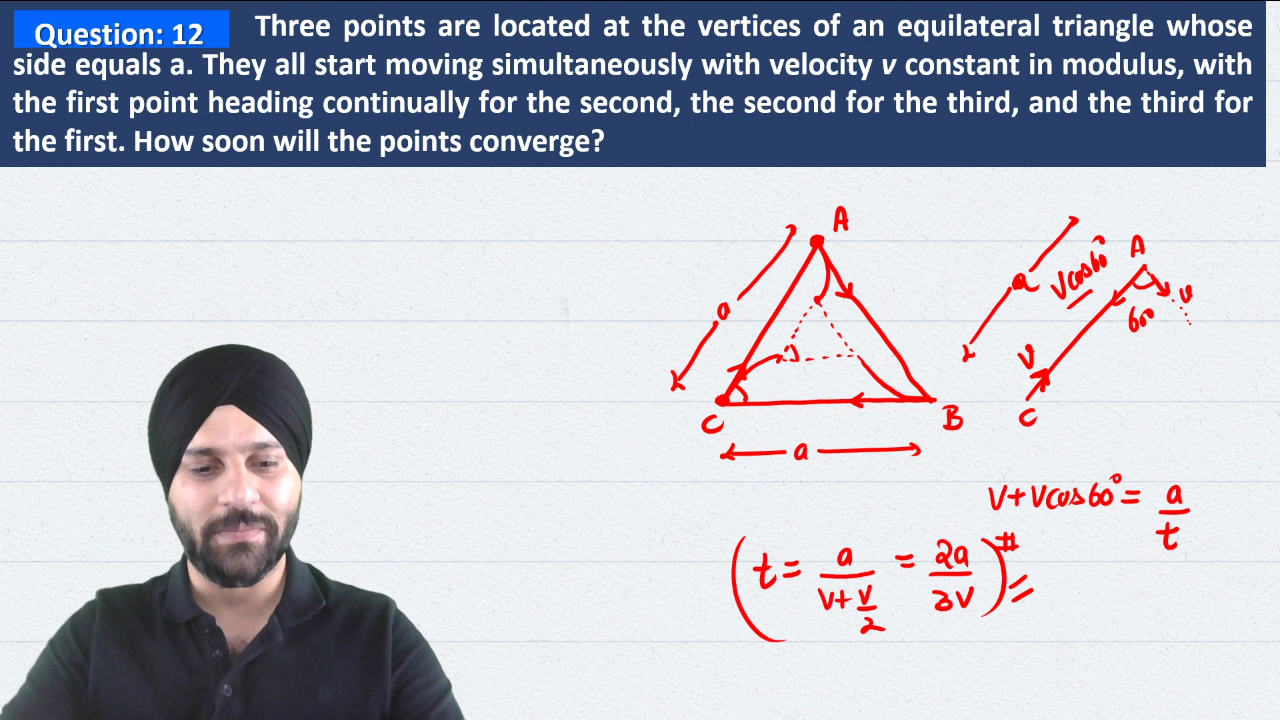 Question: 12 Three points are located at the vertices of an equilateral triangle whose
side equals a. They all start moving simultaneously with velocity v constant in modulus, with
the first point heading continually for the second, the second for the third, and the third for
the first. How soon will the points converge?
A
a
C
B
a
A
a
v cos60°
v
60°
v
C
v + v cos60° = a/t
(t = a/(v + v/2) = 2a/3v)#